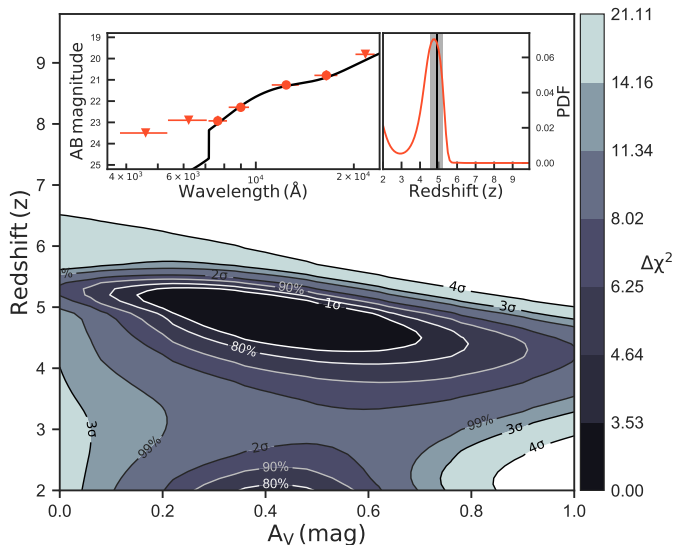 21.11
14.16
11.34
8.02
6.25
4.64
3.53
0.00
Δχ²
9
8
7
6
5
4
3
2
Redshift (z)
0.0
0.2
0.4
0.6
0.8
1.0
A_V (mag)
19
20
21
22
23
24
25
AB magnitude
4 × 10³
6 × 10³
10⁴
2 × 10⁴
Wavelength (Å)
0.06
0.04
0.02
0.00
PDF
2 3 4 5 6 7 8 9
Redshift (z)
%
2σ
90%
1σ
80%
4σ
3σ
3σ
99%
2σ
90%
80%
99%
3σ
4σ